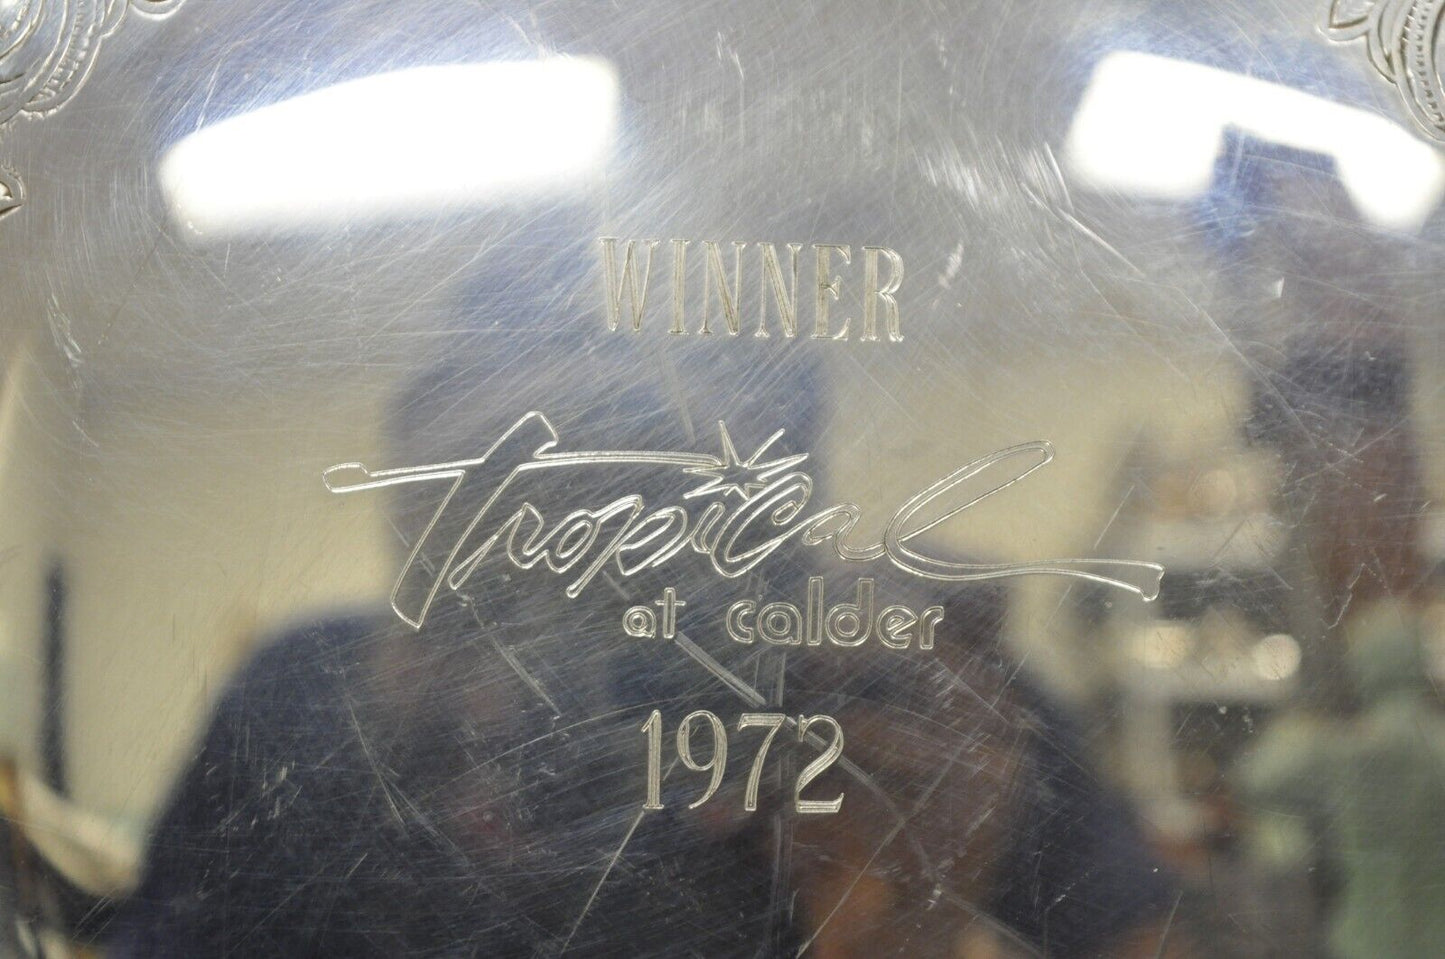 WINNER
Tropical
at calder
1972